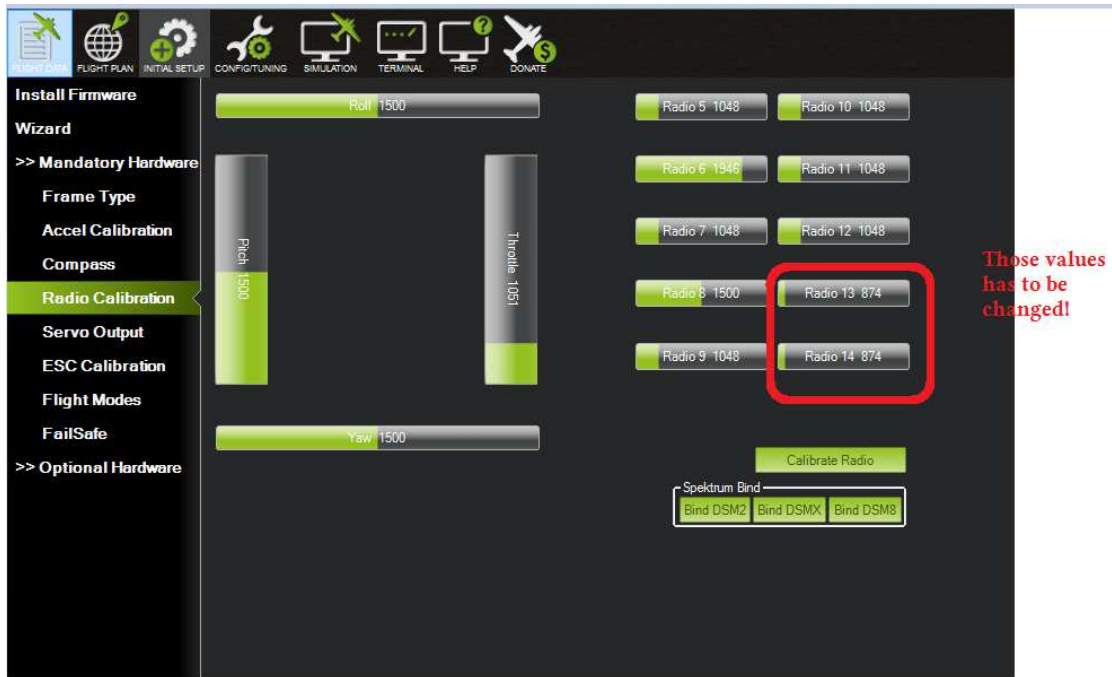 FLIGHT DATA
FLIGHT PLAN
INITIAL SETUP
CONFIG/TUNING
SIMULATION
TERMINAL
HELP
DONATE
Install Firmware
Wizard
>> Mandatory Hardware
Frame Type
Accel Calibration
Compass
Radio Calibration
Servo Output
ESC Calibration
Flight Modes
FailSafe
>> Optional Hardware
Roll 1500
Pitch 1500
Throttle 1051
Yaw 1500
Radio 5 1048
Radio 10 1048
Radio 6 1946
Radio 11 1048
Radio 7 1048
Radio 12 1048
Radio 8 1500
Radio 13 874
Radio 9 1048
Radio 14 874
Those values
has to be
changed!
Calibrate Radio
Spektrum Bind
Bind DSM2
Bind DSMX
Bind DSM8